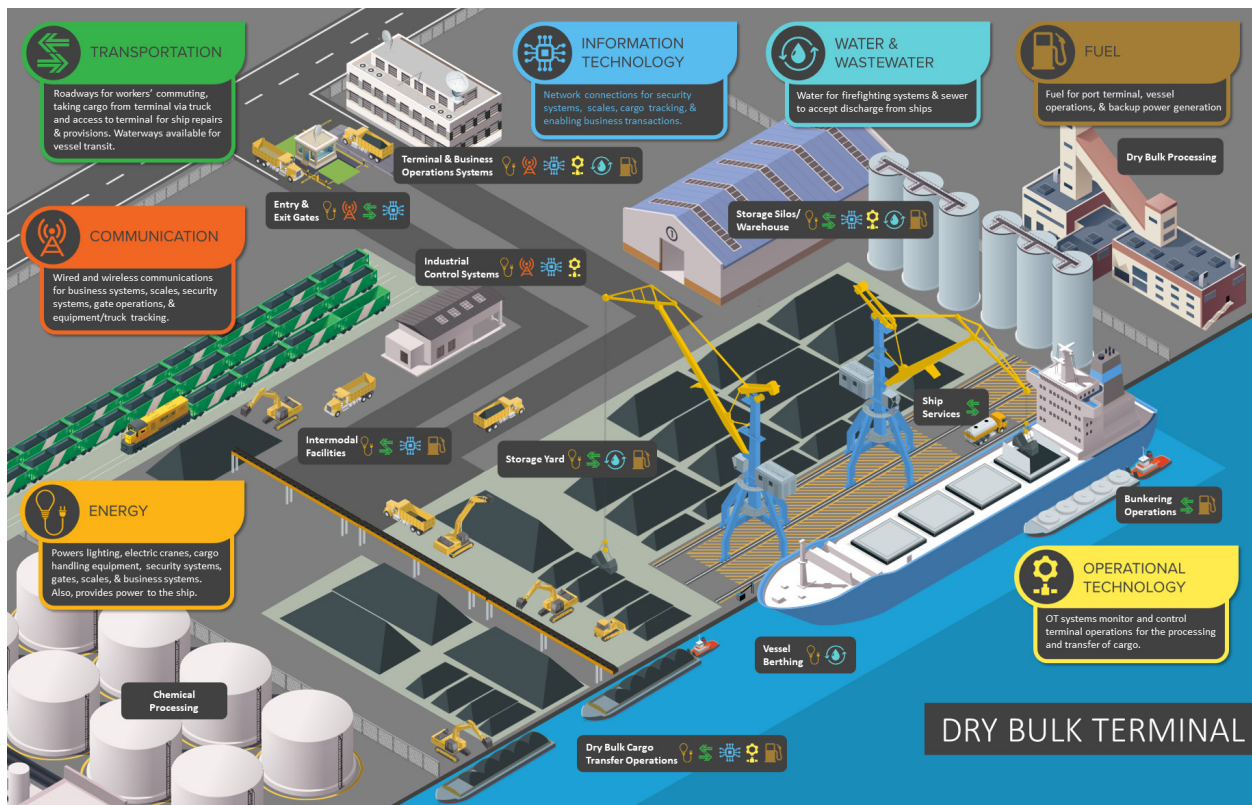 TRANSPORTATION
Roadways for workers' commuting,
taking cargo from terminal via truck
and access to terminal for ship repairs
& provisions. Waterways available for
vessel transit.
INFORMATION
TECHNOLOGY
Network connections for security
systems, scales, cargo tracking, &
enabling business transactions.
WATER &
WASTEWATER
Water for firefighting systems & sewer
to accept discharge from ships
FUEL
Fuel for port terminal, vessel
operations, & backup power generation
Dry Bulk Processing
Terminal & Business
Operations Systems
Entry &
Exit Gates
Storage Silos/
Warehouse
1
COMMUNICATION
Wired and wireless communications
for business systems, scales, security
systems, gate operations, &
equipment/truck tracking.
Industrial
Control Systems
Ship
Services
Intermodal
Facilities
Storage Yard
ENERGY
Powers lighting, electric cranes, cargo
handling equipment, security systems,
gates, scales, & business systems.
Also, provides power to the ship.
Bunkering
Operations
OPERATIONAL
TECHNOLOGY
OT systems monitor and control
terminal operations for the processing
and transfer of cargo.
Vessel
Berthing
Chemical
Processing
Dry Bulk Cargo
Transfer Operations
DRY BULK TERMINAL